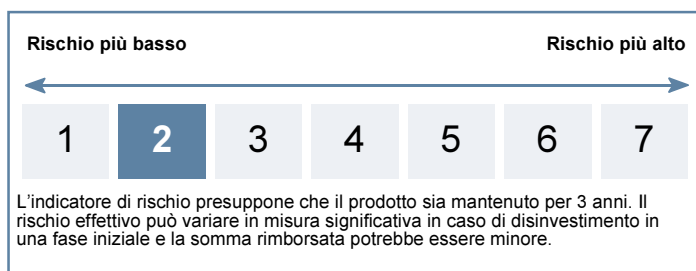 Rischio più basso Rischio più alto
1 2 3 4 5 6 7
L'indicatore di rischio presuppone che il prodotto sia mantenuto per 3 anni. Il
rischio effettivo può variare in misura significativa in caso di disinvestimento in
una fase iniziale e la somma rimborsata potrebbe essere minore.